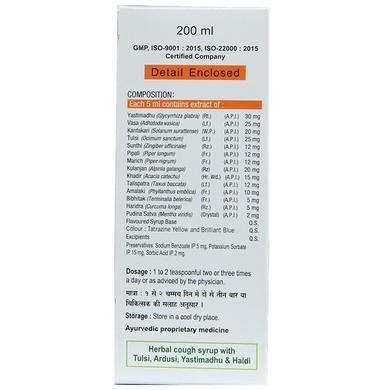 200 ml
GMP, ISO-9001 : 2015, ISO-22000 : 2015
Certified Company
Detail Enclosed
COMPOSITION:
Each 5 ml contains extract of :
Yastimadhu (Glycyrrhiza glabra) (Rt.) (A.P.I.) 30 mg
Vasa (Adhatoda vasica) (Lf.) (A.P.I.) 25 mg
Kantakari (Solanum surattense) (W.P.) (A.P.I.) 20 mg
Tulsi (Ocimum sanctum) (Lf.) (A.P.I.) 25 mg
Sunthi (Zingiber officinale) (Rz.) (A.P.I.) 12 mg
Pipali (Piper longum) (Fr.) (A.P.I.) 12 mg
Marich (Piper nigrum) (Fr.) (A.P.I.) 12 mg
Kulanjan (Alpinia galanga) (Rz) (A.P.I.) 20 mg
Khadir (Acacia catechu) (Hr. Wd.) (A.P.I.) 15 mg
Talispatra (Taxus baccata) (Lf.) (A.P.I.) 12 mg
Amalaki (Phyllanthus emblica) (Fr.) (A.P.I.) 10 mg
Bibhitak (Terminalia belerica) (Fr.) (A.P.I.) 5 mg
Haridra (Curcuma longa) (Rz.) (A.P.I.) 5 mg
Pudina Satva (Mentha viridis) (Crystal) (A.P.I.) 2 mg
Flavoured Syrup Base Q.S.
Colour : Tatrazine Yellow and Brilliant Blue Q.S.
Excipients Q.S.
Preservatives: Sodium Benzoate IP 5 mg, Potassium Sorbate
IP 15 mg, Sorbic Acid IP 2 mg.
Dosage : 1 to 2 teaspoonful two or three times
a day or as adviced by the physician.
मात्रा : १ से २ चम्मच दिन मे दो से तीन बार या
चिकित्सक की सलाह अनुसार ।
Storage : Store in a cool dry place.
Ayurvedic proprietary medicine
Herbal cough syrup with
Tulsi, Ardusi, Yastimadhu & Haldi